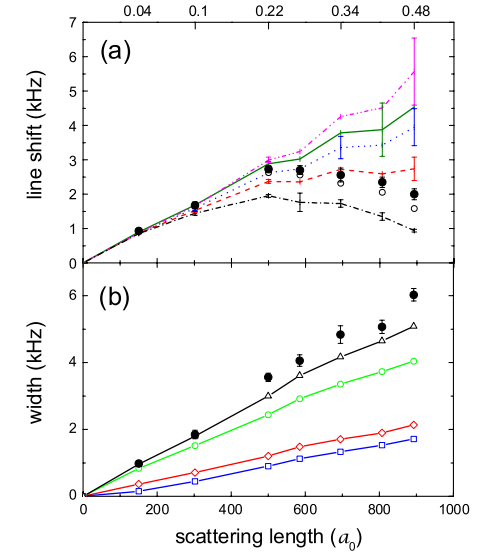 0.04 0.1 0.22 0.34 0.48
7
6
5
4
3
2
1
0
line shift (kHz)
(a)
6
4
2
0
width (kHz)
(b)
0 200 400 600 800 1000
scattering length (a₀)